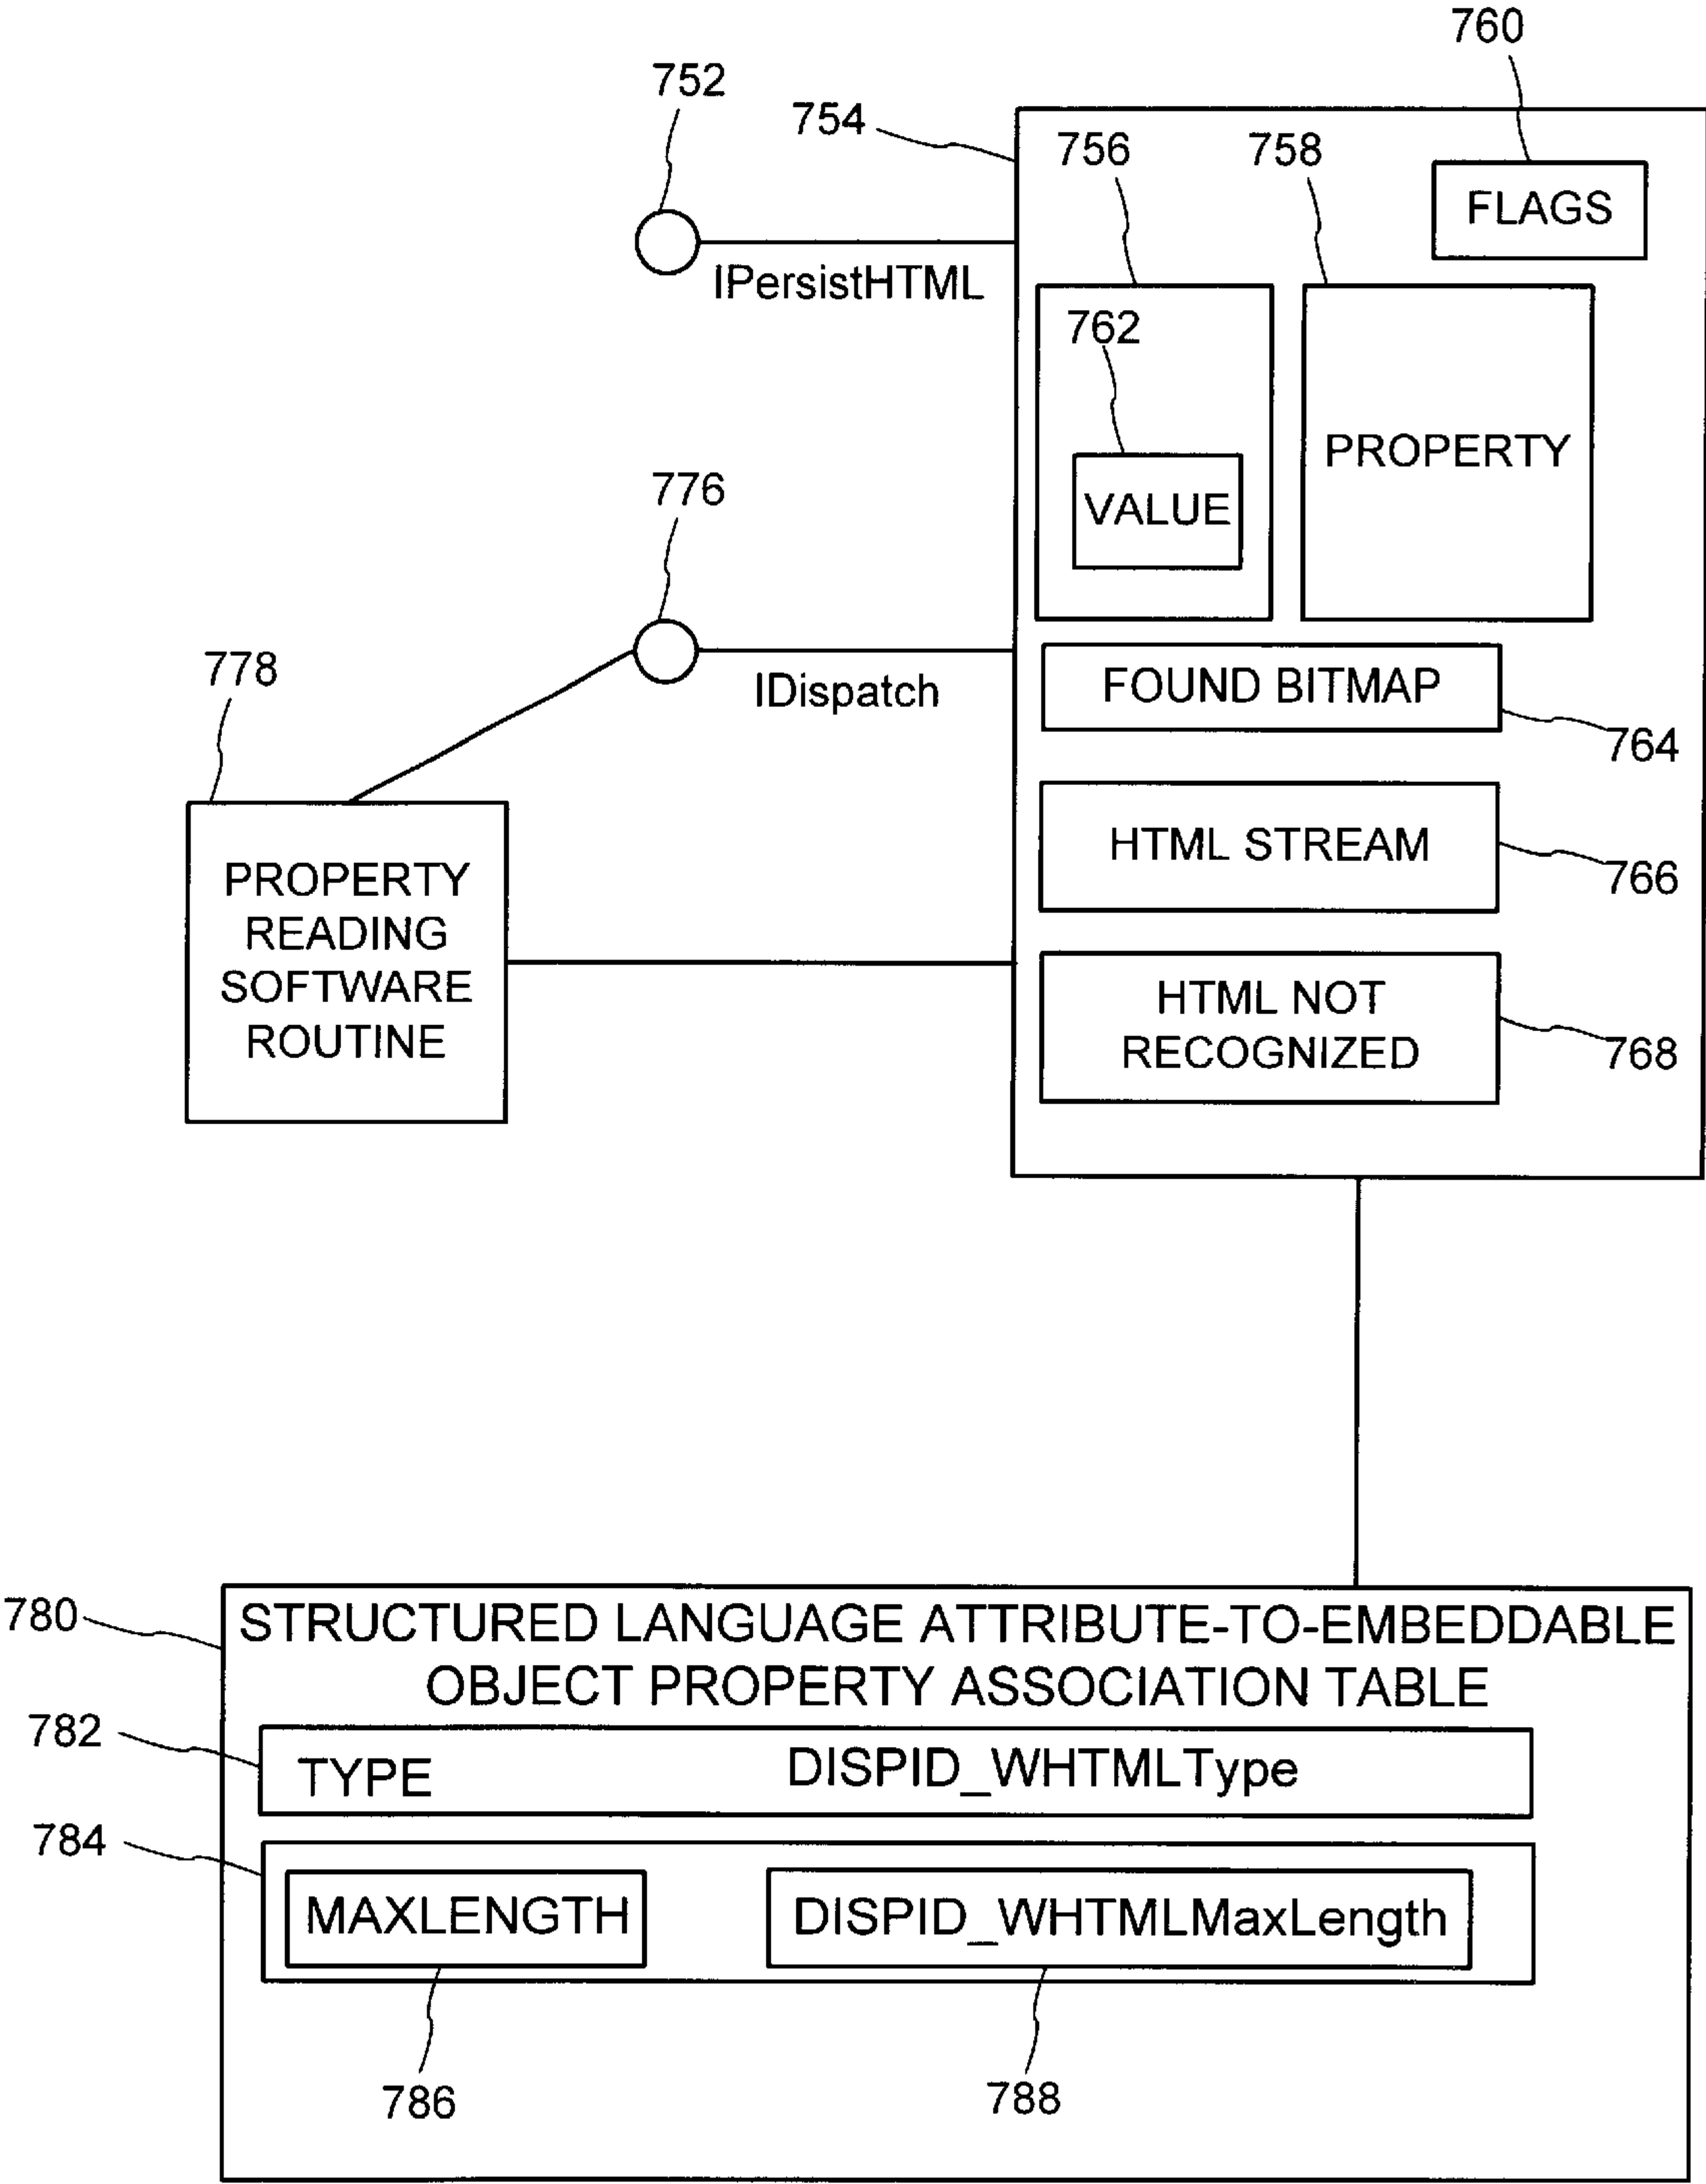 760
752
754
756
758
FLAGS
IPersistHTML
762
PROPERTY
VALUE
776
778
IDispatch
FOUND BITMAP
764
HTML STREAM
766
PROPERTY
READING
SOFTWARE
ROUTINE
HTML NOT
RECOGNIZED
768
780
STRUCTURED LANGUAGE ATTRIBUTE-TO-EMBEDDABLE
OBJECT PROPERTY ASSOCIATION TABLE
782
TYPE DISPID_WHTMLType
784
MAXLENGTH DISPID_WHTMLMaxLength
786
788